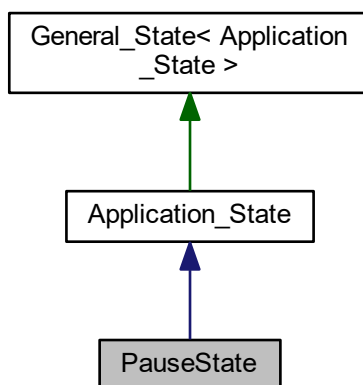 General_State< Application
_State >
Application_State
PauseState